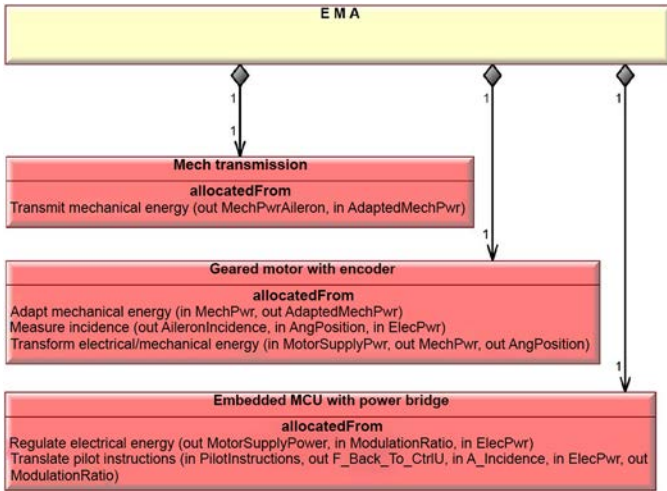 E M A
1
1
1
1
Mech transmission
allocatedFrom
Transmit mechanical energy (out MechPwrAileron, in AdaptedMechPwr)
1
Geared motor with encoder
allocatedFrom
Adapt mechanical energy (in MechPwr, out AdaptedMechPwr)
Measure incidence (out AileronIncidence, in AngPosition, in ElecPwr)
Transform electrical/mechanical energy (in MotorSupplyPwr, out MechPwr, out AngPosition)
1
Embedded MCU with power bridge
allocatedFrom
Regulate electrical energy (out MotorSupplyPower, in ModulationRatio, in ElecPwr)
Translate pilot instructions (in PilotInstructions, out F_Back_To_CtrlU, in A_Incidence, in ElecPwr, out
ModulationRatio)